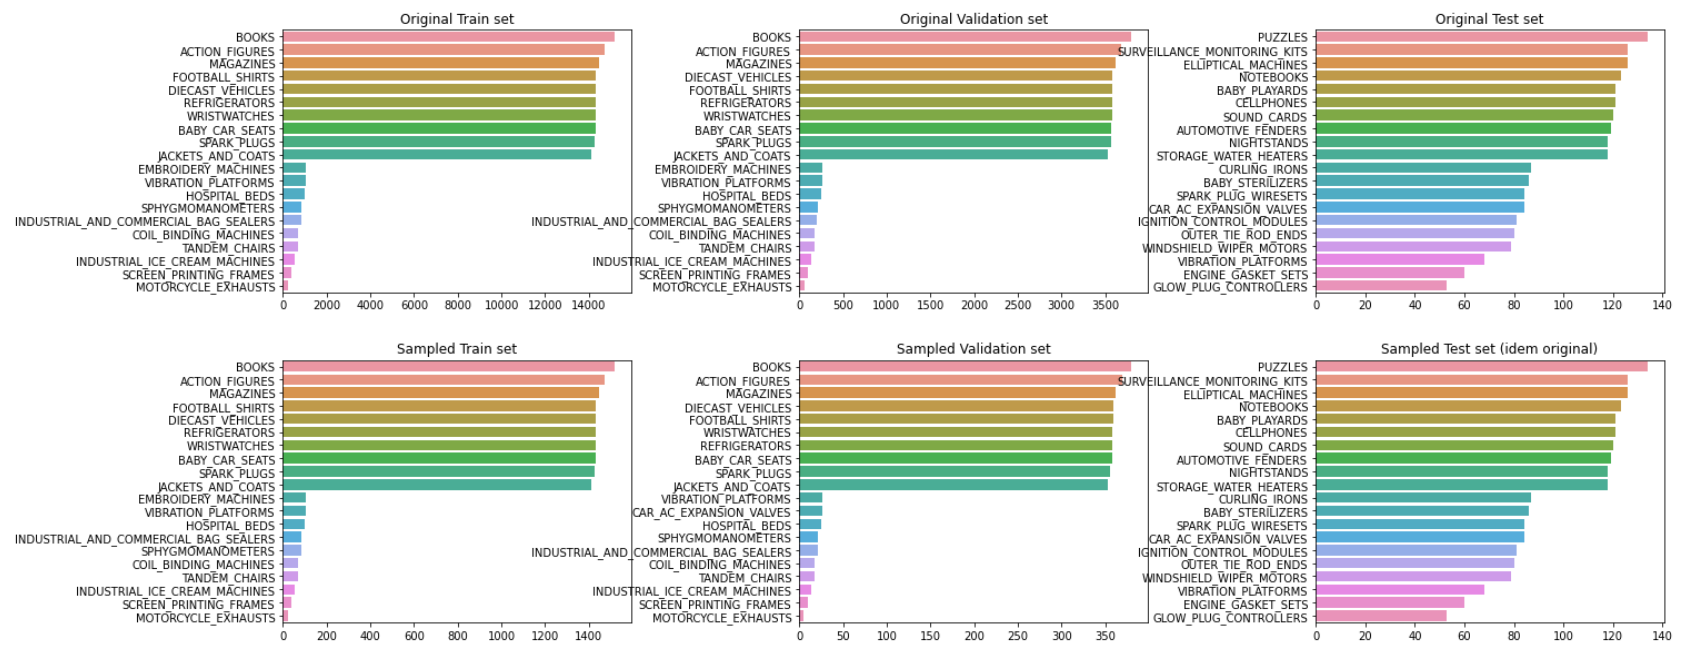 Original Train set
BOOKS
ACTION_FIGURES
MAGAZINES
FOOTBALL_SHIRTS
DIECAST_VEHICLES
REFRIGERATORS
WRISTWATCHES
BABY_CAR_SEATS
SPARK_PLUGS
JACKETS_AND_COATS
EMBROIDERY_MACHINES
VIBRATION_PLATFORMS
HOSPITAL_BEDS
SPHYGMOMANOMETERS
INDUSTRIAL_AND_COMMERCIAL_BAG_SEALERS
COIL_BINDING_MACHINES
TANDEM_CHAIRS
INDUSTRIAL_ICE_CREAM_MACHINES
SCREEN_PRINTING_FRAMES
MOTORCYCLE_EXHAUSTS
0 2000 4000 6000 8000 10000 12000 14000
Original Validation set
BOOKS
ACTION_FIGURES
MAGAZINES
DIECAST_VEHICLES
FOOTBALL_SHIRTS
REFRIGERATORS
WRISTWATCHES
BABY_CAR_SEATS
SPARK_PLUGS
JACKETS_AND_COATS
EMBROIDERY_MACHINES
VIBRATION_PLATFORMS
HOSPITAL_BEDS
SPHYGMOMANOMETERS
INDUSTRIAL_AND_COMMERCIAL_BAG_SEALERS
COIL_BINDING_MACHINES
TANDEM_CHAIRS
INDUSTRIAL_ICE_CREAM_MACHINES
SCREEN_PRINTING_FRAMES
MOTORCYCLE_EXHAUSTS
0 500 1000 1500 2000 2500 3000 3500
Original Test set
PUZZLES
SURVEILLANCE_MONITORING_KITS
ELLIPTICAL_MACHINES
NOTEBOOKS
BABY_PLAYARDS
CELLPHONES
SOUND_CARDS
AUTOMOTIVE_FENDERS
NIGHTSTANDS
STORAGE_WATER_HEATERS
CURLING_IRONS
BABY_STERILIZERS
SPARK_PLUG_WIRESETS
CAR_AC_EXPANSION_VALVES
IGNITION_CONTROL_MODULES
OUTER_TIE_ROD_ENDS
WINDSHIELD_WIPER_MOTORS
VIBRATION_PLATFORMS
ENGINE_GASKET_SETS
GLOW_PLUG_CONTROLLERS
0 20 40 60 80 100 120 140
Sampled Train set
BOOKS
ACTION_FIGURES
MAGAZINES
FOOTBALL_SHIRTS
DIECAST_VEHICLES
REFRIGERATORS
WRISTWATCHES
BABY_CAR_SEATS
SPARK_PLUGS
JACKETS_AND_COATS
EMBROIDERY_MACHINES
VIBRATION_PLATFORMS
HOSPITAL_BEDS
INDUSTRIAL_AND_COMMERCIAL_BAG_SEALERS
SPHYGMOMANOMETERS
COIL_BINDING_MACHINES
TANDEM_CHAIRS
INDUSTRIAL_ICE_CREAM_MACHINES
SCREEN_PRINTING_FRAMES
MOTORCYCLE_EXHAUSTS
0 200 400 600 800 1000 1200 1400
Sampled Validation set
BOOKS
ACTION_FIGURES
MAGAZINES
DIECAST_VEHICLES
FOOTBALL_SHIRTS
WRISTWATCHES
REFRIGERATORS
BABY_CAR_SEATS
SPARK_PLUGS
JACKETS_AND_COATS
VIBRATION_PLATFORMS
CAR_AC_EXPANSION_VALVES
HOSPITAL_BEDS
SPHYGMOMANOMETERS
INDUSTRIAL_AND_COMMERCIAL_BAG_SEALERS
COIL_BINDING_MACHINES
TANDEM_CHAIRS
INDUSTRIAL_ICE_CREAM_MACHINES
SCREEN_PRINTING_FRAMES
MOTORCYCLE_EXHAUSTS
0 50 100 150 200 250 300 350
Sampled Test set (idem original)
PUZZLES
SURVEILLANCE_MONITORING_KITS
ELLIPTICAL_MACHINES
NOTEBOOKS
BABY_PLAYARDS
CELLPHONES
SOUND_CARDS
AUTOMOTIVE_FENDERS
NIGHTSTANDS
STORAGE_WATER_HEATERS
CURLING_IRONS
BABY_STERILIZERS
SPARK_PLUG_WIRESETS
CAR_AC_EXPANSION_VALVES
IGNITION_CONTROL_MODULES
OUTER_TIE_ROD_ENDS
WINDSHIELD_WIPER_MOTORS
VIBRATION_PLATFORMS
ENGINE_GASKET_SETS
GLOW_PLUG_CONTROLLERS
0 20 40 60 80 100 120 140